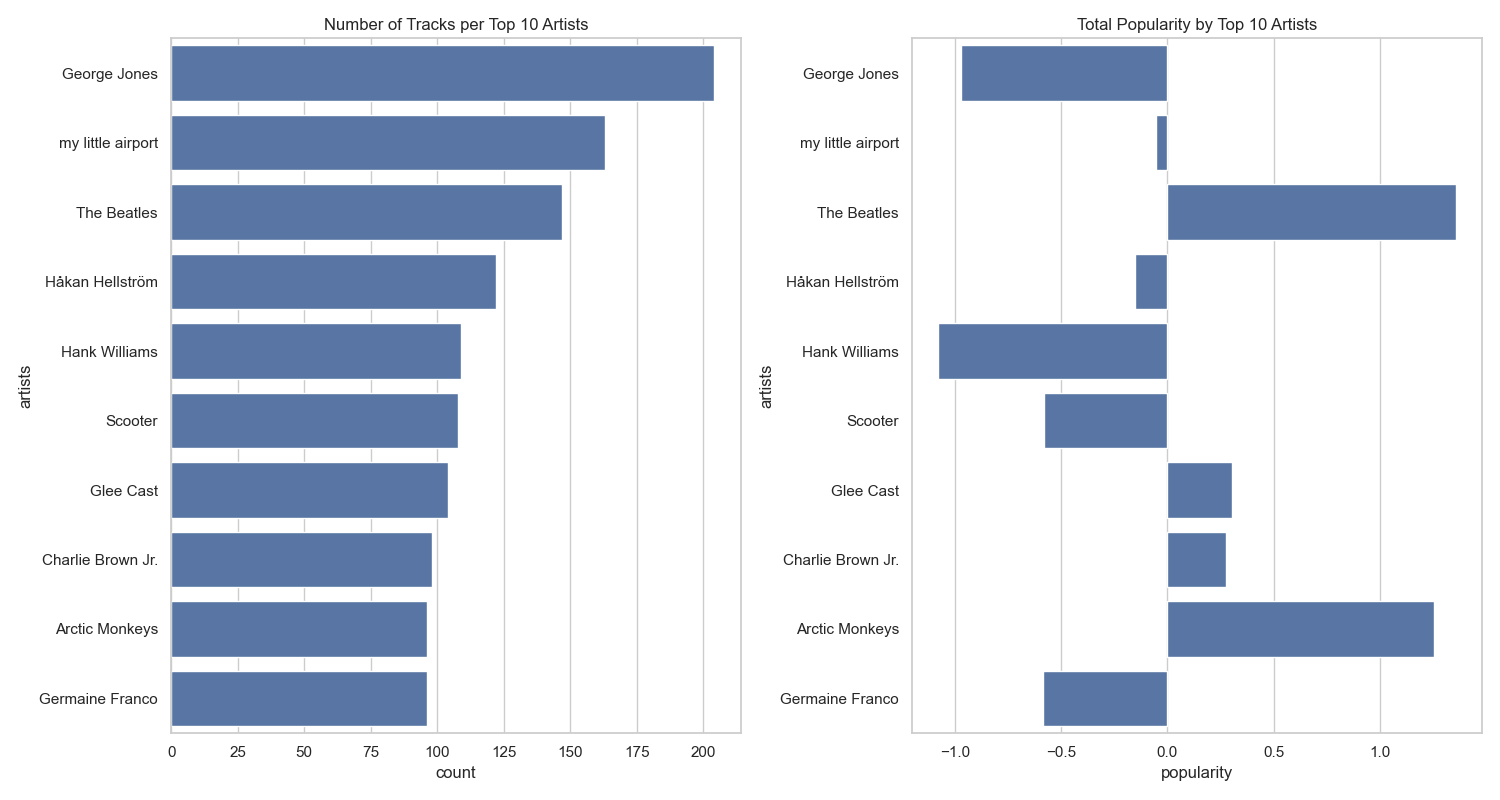 Number of Tracks per Top 10 Artists
artists
George Jones
my little airport
The Beatles
Håkan Hellström
Hank Williams
Scooter
Glee Cast
Charlie Brown Jr.
Arctic Monkeys
Germaine Franco
0 25 50 75 100 125 150 175 200
count
Total Popularity by Top 10 Artists
artists
George Jones
my little airport
The Beatles
Håkan Hellström
Hank Williams
Scooter
Glee Cast
Charlie Brown Jr.
Arctic Monkeys
Germaine Franco
−1.0 −0.5 0.0 0.5 1.0
popularity